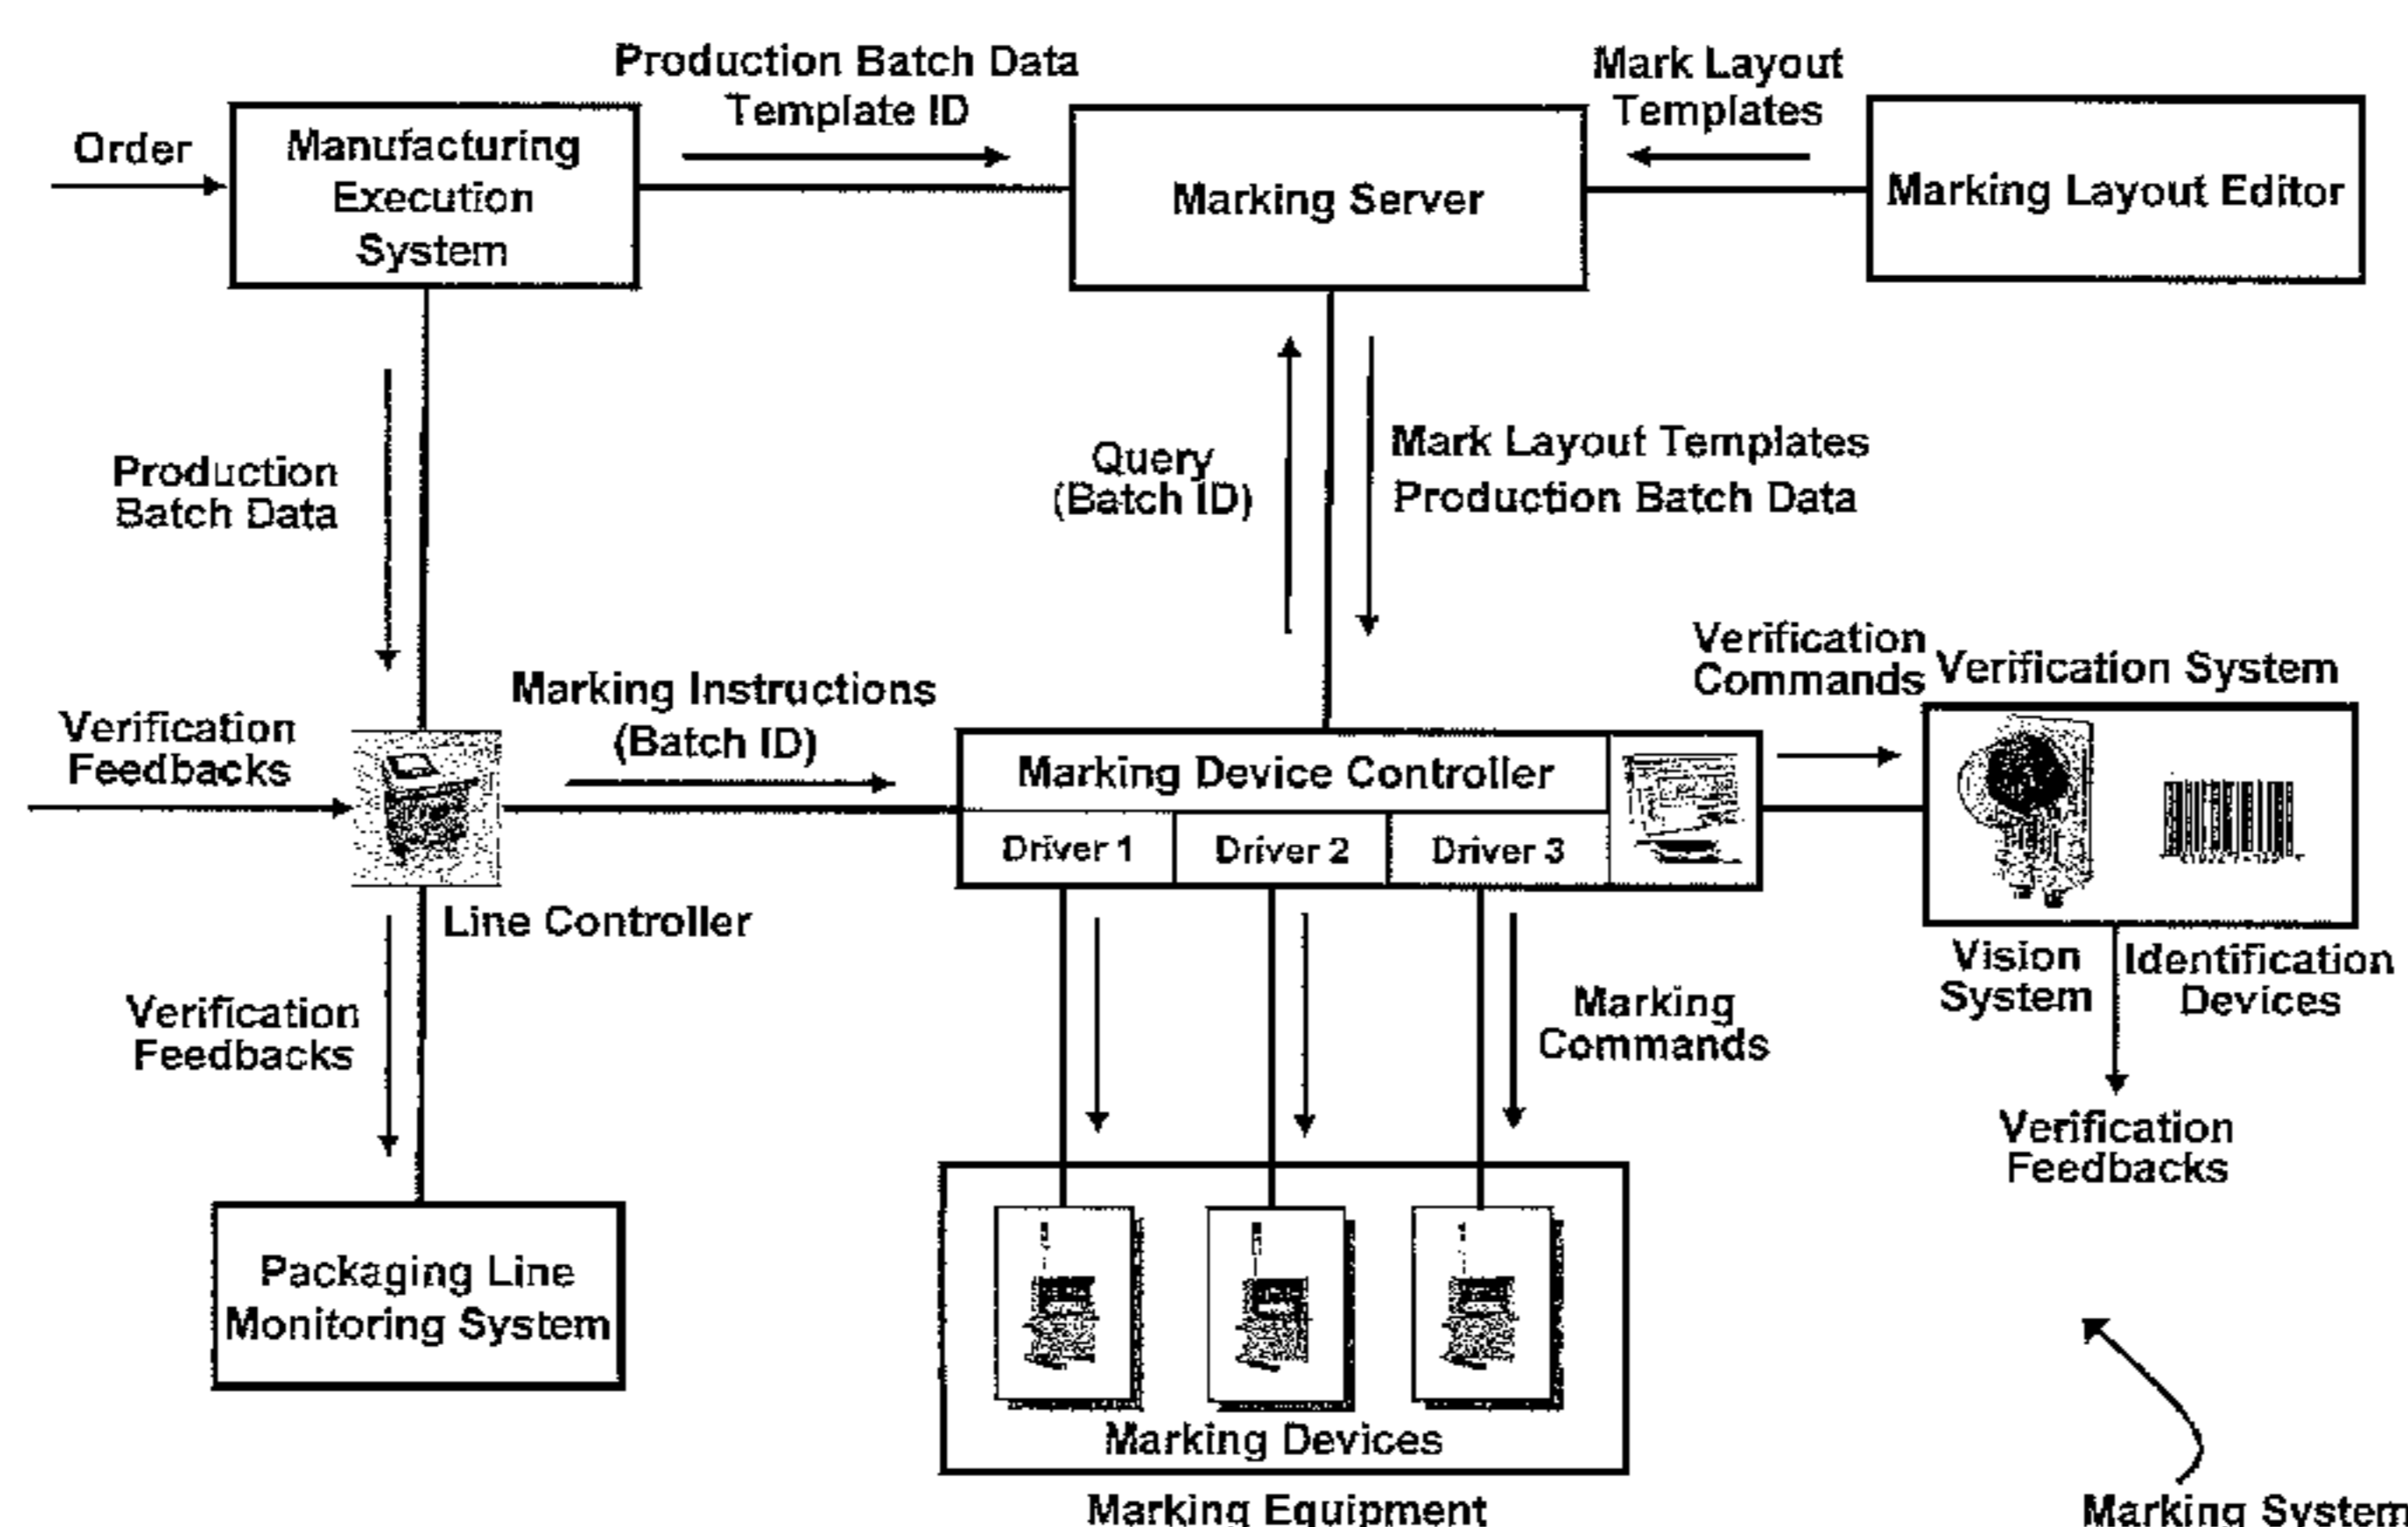 Production Batch Data
Template ID
Mark Layout
Templates
Order
Manufacturing
Execution
System
Marking Server
Marking Layout Editor
Production
Batch Data
Query
(Batch ID)
Mark Layout Templates
Production Batch Data
Verification
Commands
Verification System
Marking Instructions
(Batch ID)
Verification
Feedbacks
Marking Device Controller
Driver 1
Driver 2
Driver 3
Line Controller
Vision
System
Identification
Devices
Verification
Feedbacks
Marking
Commands
Verification
Feedbacks
Packaging Line
Monitoring System
Marking Devices
Marking Equipment
Marking System